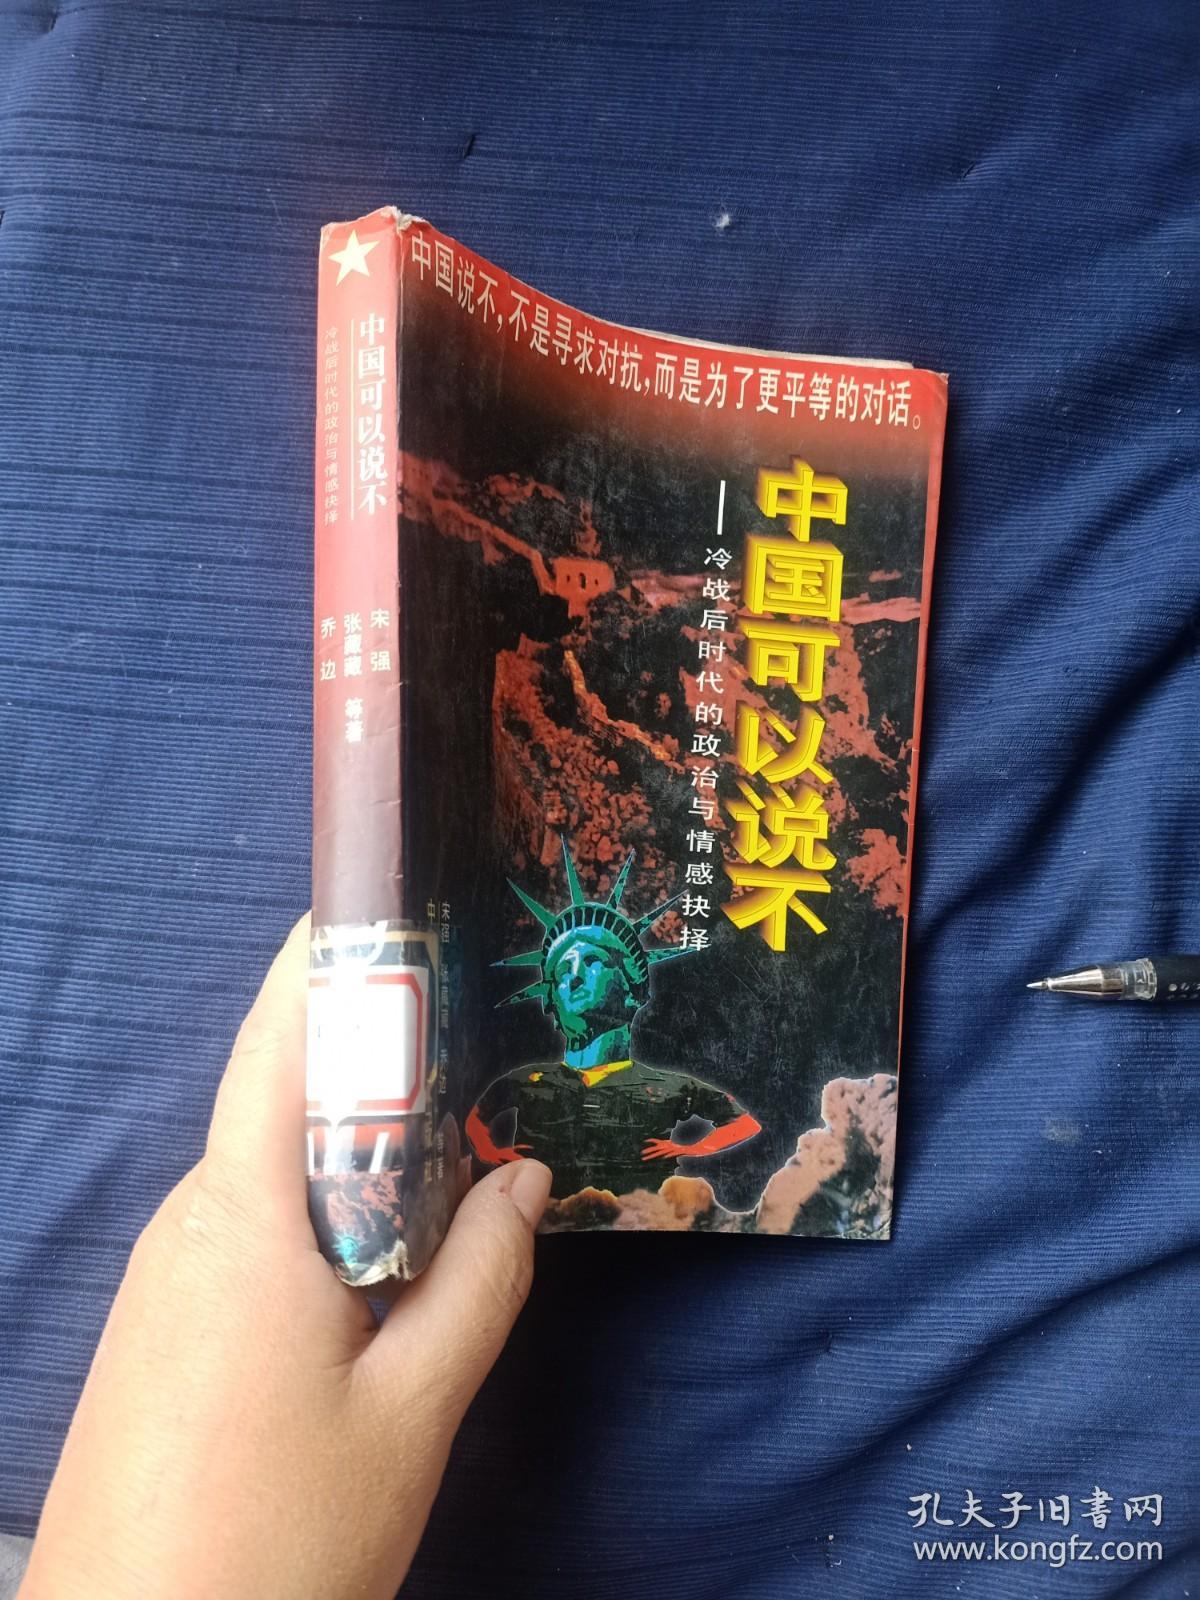 中国说不,不是寻求对抗,而是为了更平等的对话。
中国可以说不
——冷战后时代的政治与情感抉择
中国可以说不
冷战后时代的政治与情感抉择
宋强
张藏藏 等著
乔边
孔夫子旧書网
www.kongfz.com